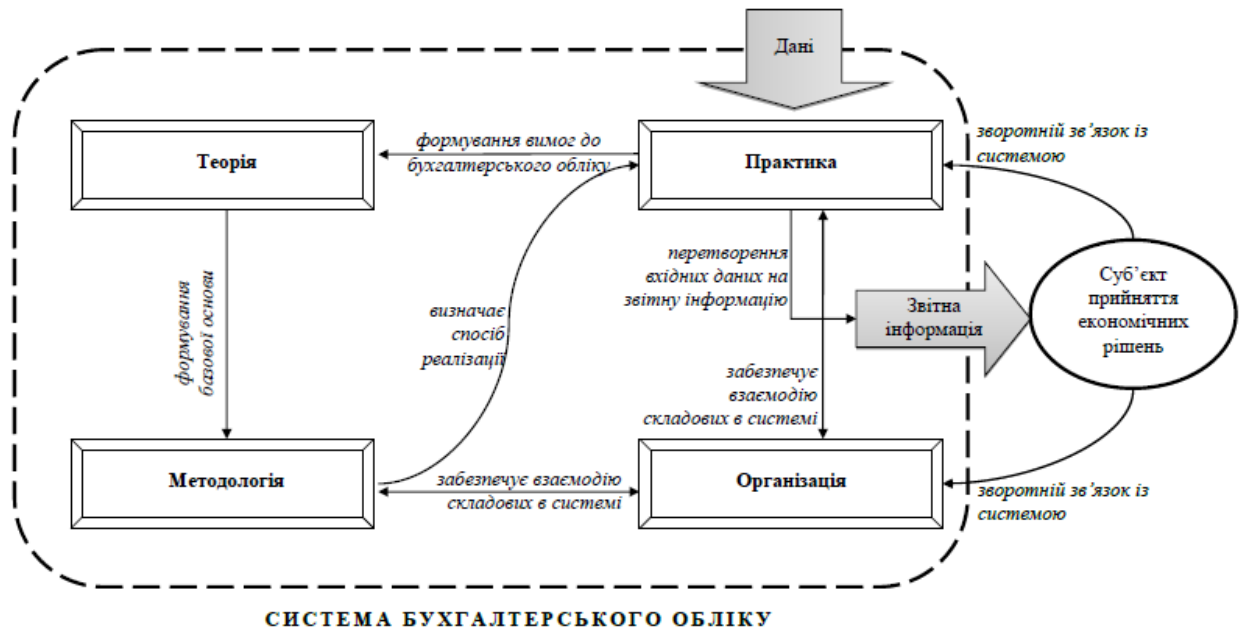 Дані
формування вимог до
бухгалтерського обліку
зворотній зв’язок із
системою
Теорія
Практика
перетворення
вхідних даних на
звітну інформацію
Суб’єкт
прийняття
економічних
рішень
Звітна
інформація
визначає
спосіб
реалізації
формування
базової основи
забезпечує
взаємодію
складових в системі
Методологія
забезпечує взаємодію
складових в системі
Організація
зворотній зв’язок із
системою
СИСТЕМА БУХГАЛТЕРСЬКОГО ОБЛІКУ